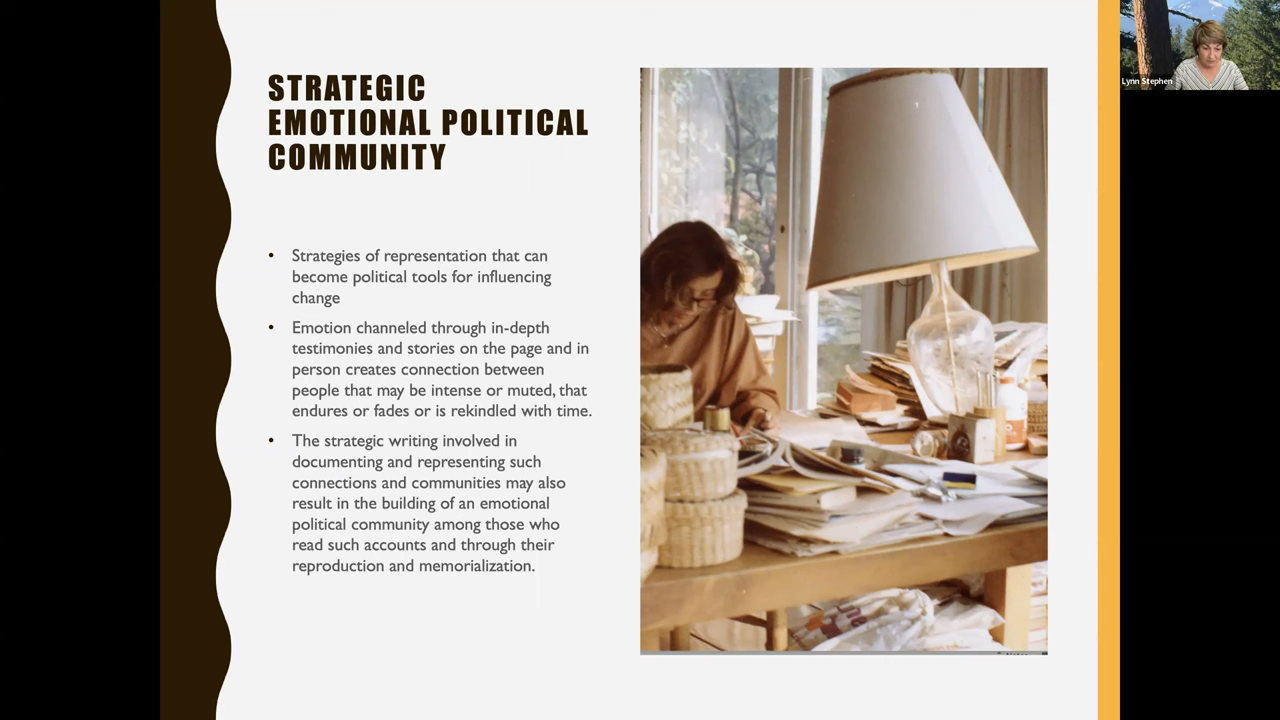 STRATEGIC
EMOTIONAL POLITICAL
COMMUNITY
• Strategies of representation that can
become political tools for influencing
change
• Emotion channeled through in-depth
testimonies and stories on the page and in
person creates connection between
people that may be intense or muted, that
endures or fades or is rekindled with time.
• The strategic writing involved in
documenting and representing such
connections and communities may also
result in the building of an emotional
political community among those who
read such accounts and through their
reproduction and memorialization.
Lynn Stephen